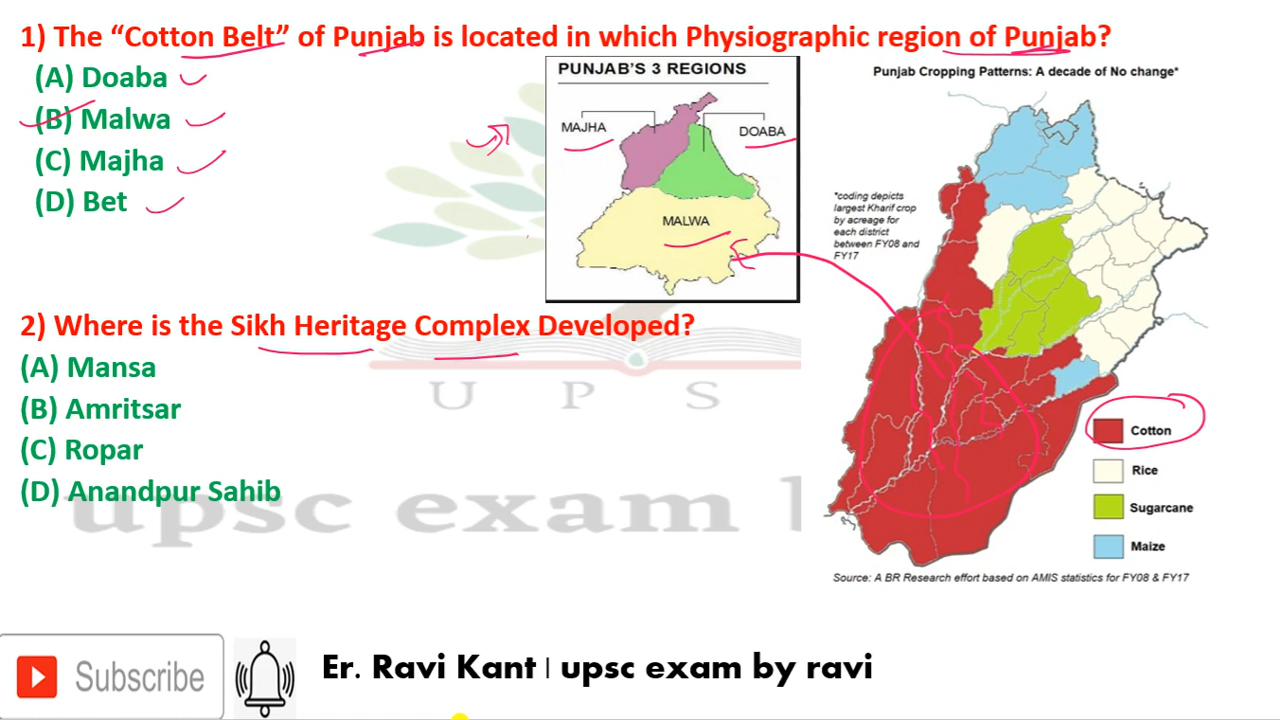 1) The “Cotton Belt” of Punjab is located in which Physiographic region of Punjab?
(A) Doaba
(B) Malwa
(C) Majha
(D) Bet
PUNJAB'S 3 REGIONS
MAJHA
DOABA
MALWA
Punjab Cropping Patterns: A decade of No change*
*coding depicts
largest Kharif crop
by acreage for
each district
between FY08 and
FY17
Cotton
Rice
Sugarcane
Maize
Source: A BR Research effort based on AMIS statistics for FY08 & FY17
2) Where is the Sikh Heritage Complex Developed?
(A) Mansa
(B) Amritsar
(C) Ropar
(D) Anandpur Sahib
U P S
upsc exam b
Subscribe
Er. Ravi Kant | upsc exam by ravi